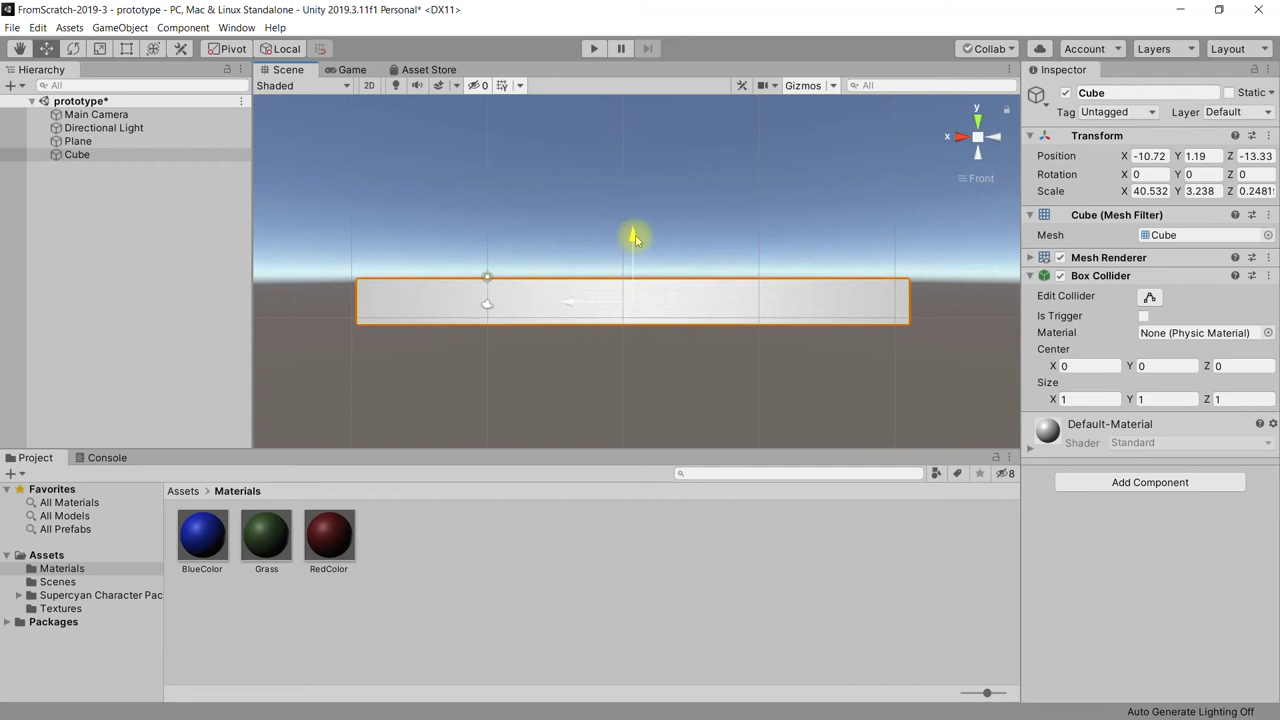 FromScratch-2019-3 - prototype - PC, Mac & Linux Standalone - Unity 2019.3.11f1 Personal* <DX11>
File Edit Assets GameObject Component Window Help
Pivot Local Collab Account Layers Layout
Hierarchy
All
prototype*
Main Camera
Directional Light
Plane
Cube
Scene Game Asset Store
Shaded 2D 0 Gizmos All
y
x
Front
Inspector
Cube Static
Tag Untagged Layer Default
Transform
Position X -10.72 Y 1.19 Z -13.33
Rotation X 0 Y 0 Z 0
Scale X 40.532 Y 3.238 Z 0.2481
Cube (Mesh Filter)
Mesh Cube
Mesh Renderer
Box Collider
Edit Collider
Is Trigger
Material None (Physic Material)
Center
X 0 Y 0 Z 0
Size
X 1 Y 1 Z 1
Default-Material
Shader Standard
Add Component
Project Console
8
Favorites
All Materials
All Models
All Prefabs
Assets
Materials
Scenes
Supercyan Character Pac
Textures
Packages
Assets > Materials
BlueColor Grass RedColor
Auto Generate Lighting Off